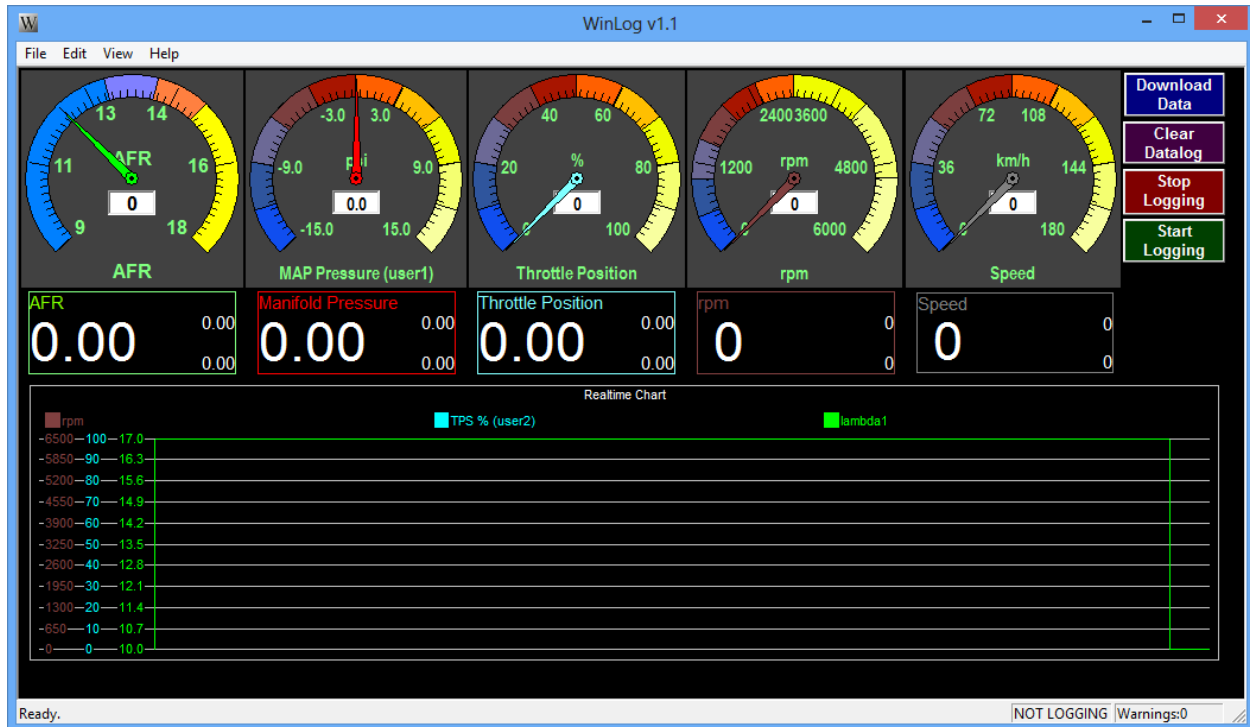 W WinLog v1.1
File Edit View Help
13 14
11 AFR 16
0
9 18
AFR
-3.0 3.0
-9.0 psi 9.0
0.0
-15.0 15.0
MAP Pressure (user1)
40 60
20 % 80
0
0 100
Throttle Position
2400 3600
1200 rpm 4800
0
0 6000
rpm
72 108
36 km/h 144
0
0 180
Speed
Download
Data
Clear
Datalog
Stop
Logging
Start
Logging
AFR
0.00 0.00
0.00
Manifold Pressure
0.00 0.00
0.00
Throttle Position
0.00 0.00
0.00
rpm
0 0
0
Speed
0 0
0
Realtime Chart
rpm TPS % (user2) lambda1
-6500 100 17.0
-5850 90 16.3
-5200 80 15.6
-4550 70 14.9
-3900 60 14.2
-3250 50 13.5
-2600 40 12.8
-1950 30 12.1
-1300 20 11.4
-650 10 10.7
-0 0 10.0
Ready. NOT LOGGING Warnings:0